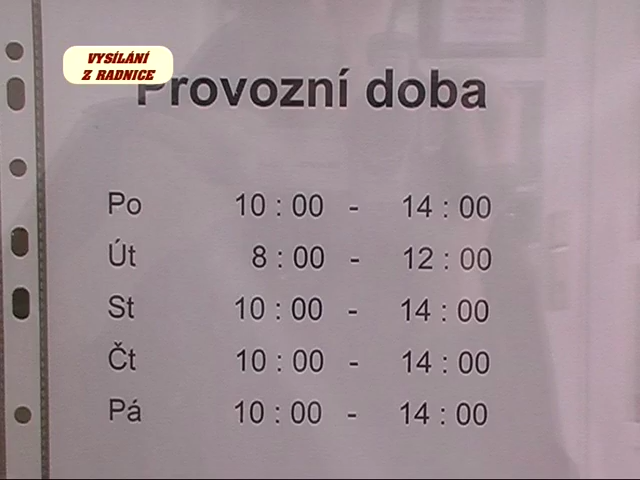 VYSÍLÁNÍ
Z RADNICE
Provozní doba
Po 10 : 00 - 14 : 00
Út 8 : 00 - 12 : 00
St 10 : 00 - 14 : 00
Čt 10 : 00 - 14 : 00
Pá 10 : 00 - 14 : 00